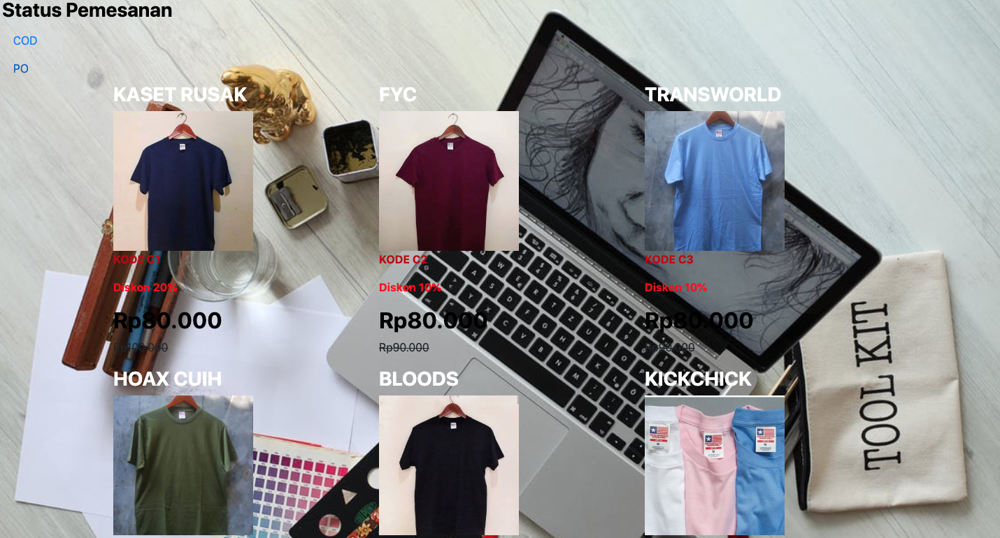 Status Pemesanan
COD
PO
KASET RUSAK
FYC
TRANSWORLD
KODE C1
KODE C2
KODE C3
Diskon 20%
Diskon 10%
Diskon 10%
Rp80.000
Rp80.000
Rp80.000
Rp100.000
Rp90.000
Rp90.000
HOAX CUIH
BLOODS
KICKCHICK
TOOL KIT